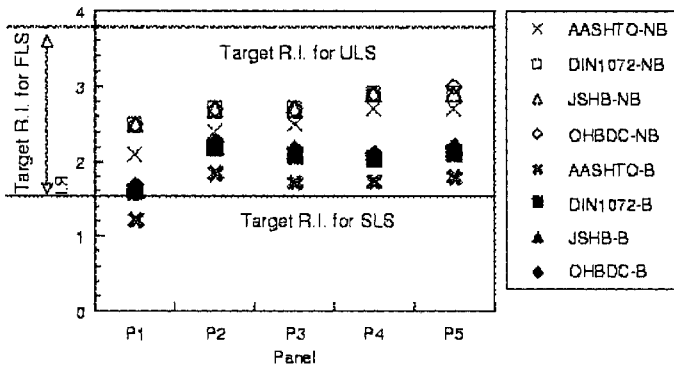 4
3
2
1
0
Target R.I. for FLS
R.I
Target R.I. for ULS
Target R.I. for SLS
P1 P2 P3 P4 P5
Panel
AASHTO-NB
DIN1072-NB
JSHB-NB
OHBDC-NB
AASHTO-B
DIN1072-B
JSHB-B
OHBDC-B